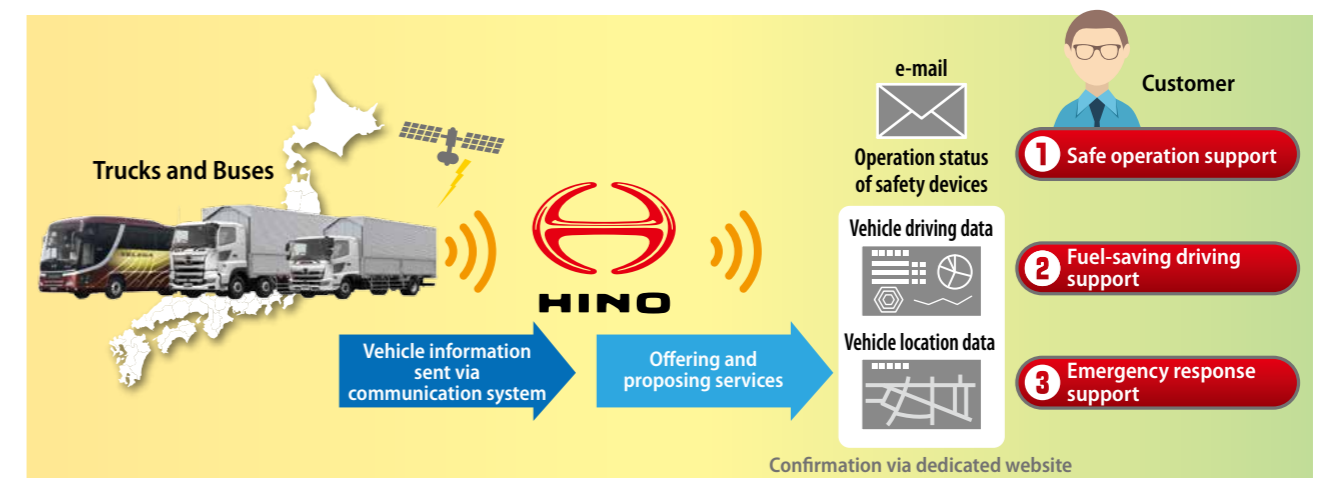 Trucks and Buses
HINO
Vehicle information
sent via
communication system
Offering and
proposing services
e-mail
Operation status
of safety devices
Vehicle driving data
Vehicle location data
Confirmation via dedicated website
Customer
1 Safe operation support
2 Fuel-saving driving
support
3 Emergency response
support